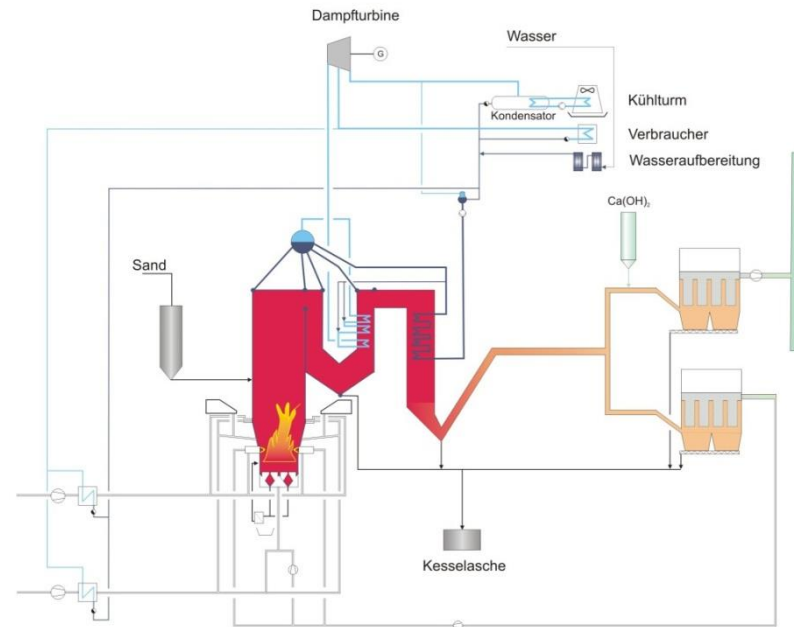 Dampfturbine
G
Wasser
Kondensator
Kühlturm
Verbraucher
Wasseraufbereitung
Ca(OH)₂
Sand
Kesselasche